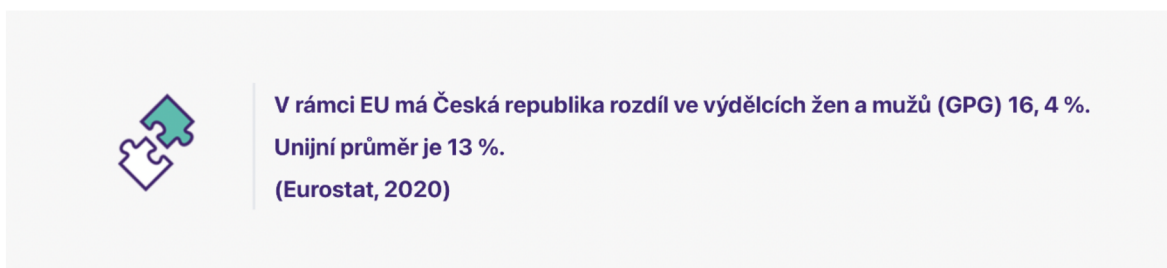 V rámci EU má Česká republika rozdíl ve výdělcích žen a mužů (GPG) 16, 4 %.
Unijní průměr je 13 %.
(Eurostat, 2020)